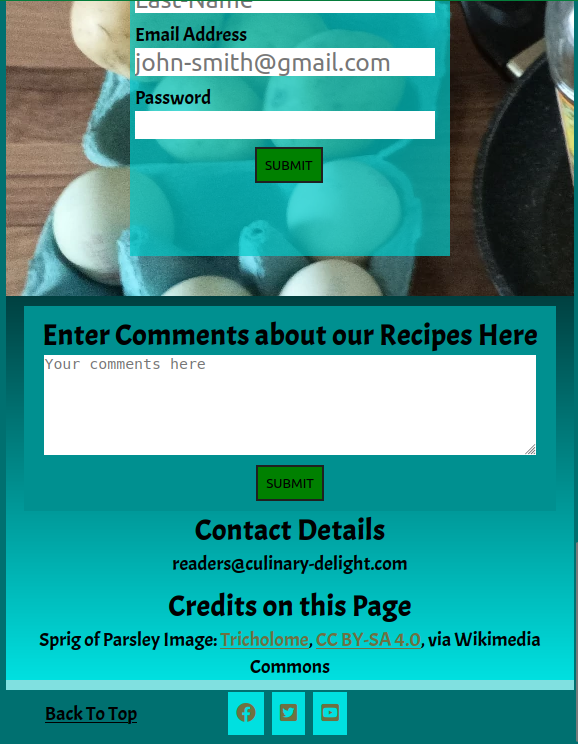 Last-Name
Email Address
john-smith@gmail.com
Password
SUBMIT
Enter Comments about our Recipes Here
Your comments here
SUBMIT
Contact Details
readers@culinary-delight.com
Credits on this Page
Sprig of Parsley Image: Tricholome, CC BY-SA 4.0, via Wikimedia
Commons
Back To Top